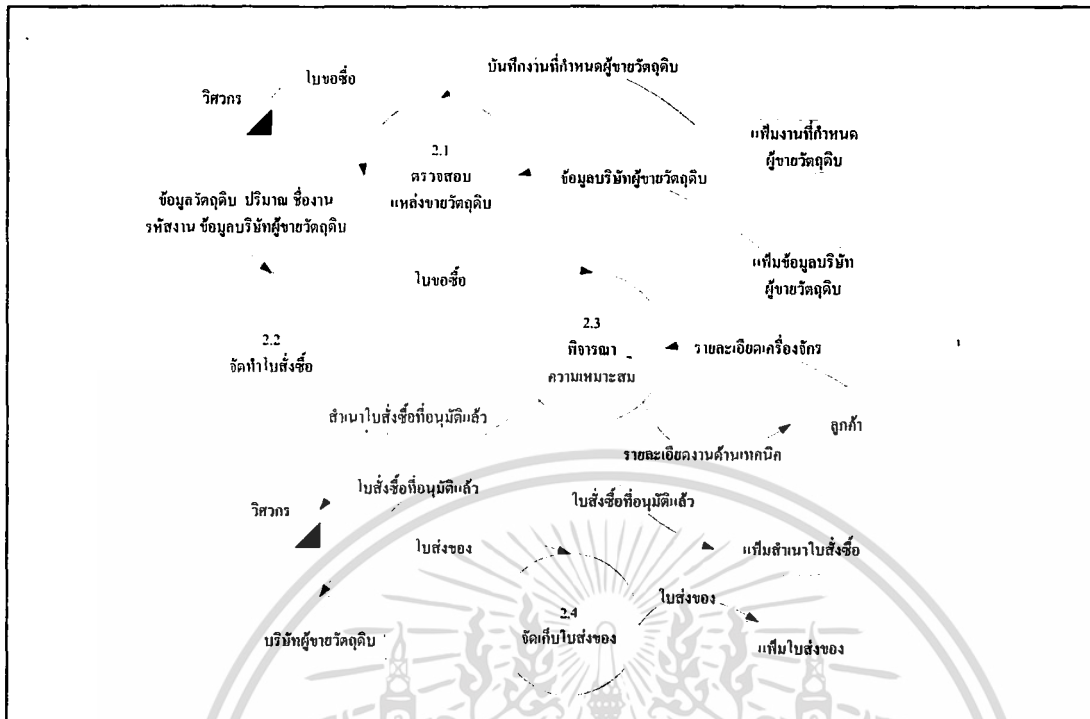 บันทึกงานที่กำหนดผู้ขายวัตถุดิบ
ใบขอซื้อ
วิศวกร
แฟ้มงานที่กำหนด
ผู้ขายวัตถุดิบ
2.1
ตรวจสอบ
แหล่งขายวัตถุดิบ
ข้อมูลบริษัทผู้ขายวัตถุดิบ
ข้อมูลวัตถุดิบ ปริมาณ ชื่องาน
รหัสงาน ข้อมูลบริษัทผู้ขายวัตถุดิบ
แฟ้มข้อมูลบริษัท
ผู้ขายวัตถุดิบ
ใบขอซื้อ
2.2
จัดทำใบสั่งซื้อ
2.3
พิจารณา
ความเหมาะสม
รายละเอียดเครื่องจักร
สำเนาใบสั่งซื้อที่อนุมัติแล้ว
ลูกค้า
รายละเอียดงานด้านเทคนิค
ใบสั่งซื้อที่อนุมัติแล้ว
ใบสั่งซื้อที่อนุมัติแล้ว
วิศวกร
ใบส่งของ
แฟ้มสำเนาใบสั่งซื้อ
ใบส่งของ
2.4
จัดเก็บใบส่งของ
บริษัทผู้ขายวัตถุดิบ
แฟ้มใบส่งของ